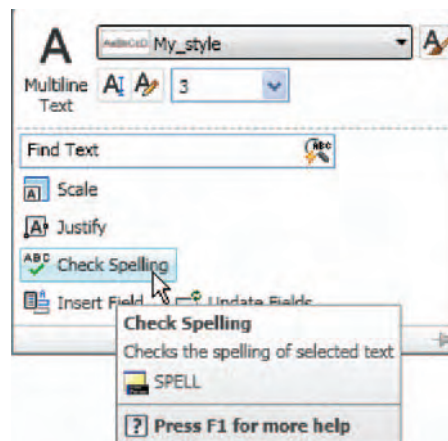 A
AaBbCcD My_style
Multiline
Text
3
Find Text
Scale
Justify
ABC Check Spelling
Insert Field Update Fields
Check Spelling
Checks the spelling of selected text
SPELL
? Press F1 for more help